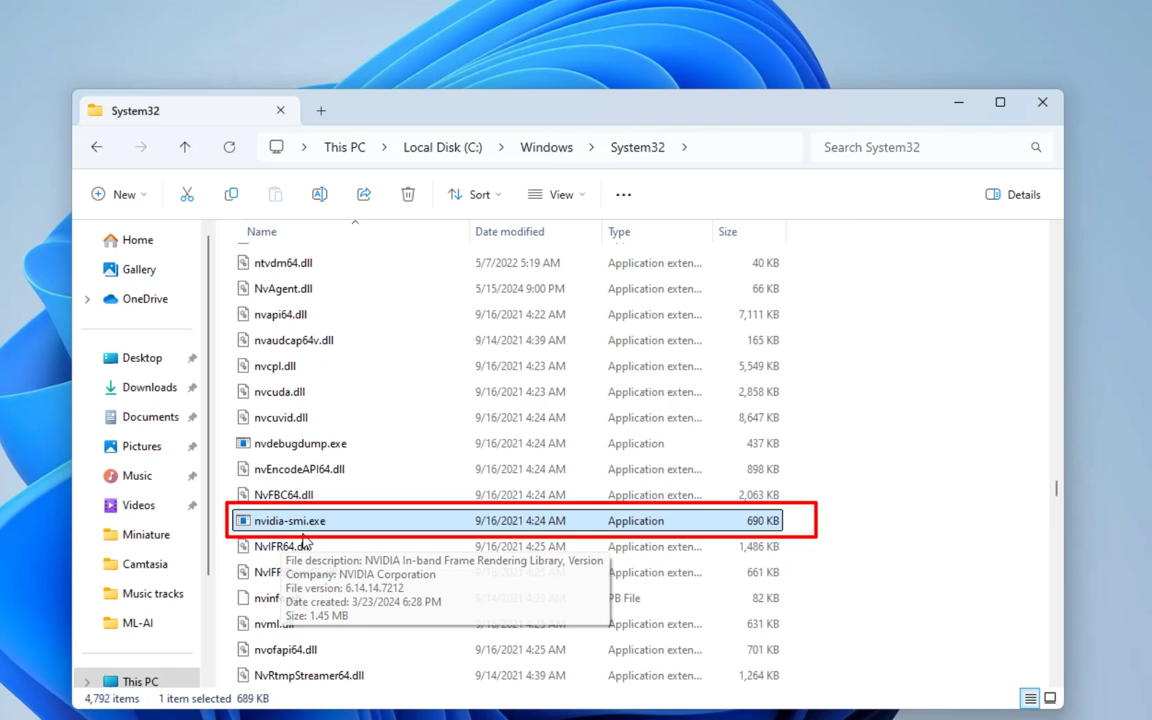 System32
This PC Local Disk (C:) Windows System32 Search System32
New Sort View Details
Home
Gallery
OneDrive
Desktop
Downloads
Documents
Pictures
Music
Videos
Miniature
Camtasia
Music tracks
ML-AI
This PC
Name Date modified Type Size
ntvdm64.dll 5/7/2022 5:19 AM Application exten... 40 KB
NvAgent.dll 5/15/2024 9:00 PM Application exten... 66 KB
nvapi64.dll 9/16/2021 4:22 AM Application exten... 7,111 KB
nvaudcap64v.dll 9/14/2021 4:39 AM Application exten... 165 KB
nvcpl.dll 9/16/2021 4:23 AM Application exten... 5,549 KB
nvcuda.dll 9/16/2021 4:24 AM Application exten... 2,858 KB
nvcuvid.dll 9/16/2021 4:24 AM Application exten... 8,647 KB
nvdebugdump.exe 9/16/2021 4:24 AM Application 437 KB
nvEncodeAPI64.dll 9/16/2021 4:24 AM Application exten... 898 KB
NvFBC64.dll 9/16/2021 4:24 AM Application exten... 2,063 KB
nvidia-smi.exe 9/16/2021 4:24 AM Application 690 KB
NvIFR64.d 9/16/2021 4:25 AM Application exten... 1,486 KB
File description: NVIDIA In-band Frame Rendering Library, Version
Company: NVIDIA Corporation
File version: 6.14.14.7212
Date created: 3/23/2024 6:28 PM
Size: 1.45 MB
Application exten... 661 KB
PB File 82 KB
Application exten... 631 KB
nvofapi64.dll 9/16/2021 4:25 AM Application exten... 701 KB
NvRtmpStreamer64.dll 9/14/2021 4:39 AM Application exten... 1,264 KB
4,792 items 1 item selected 689 KB